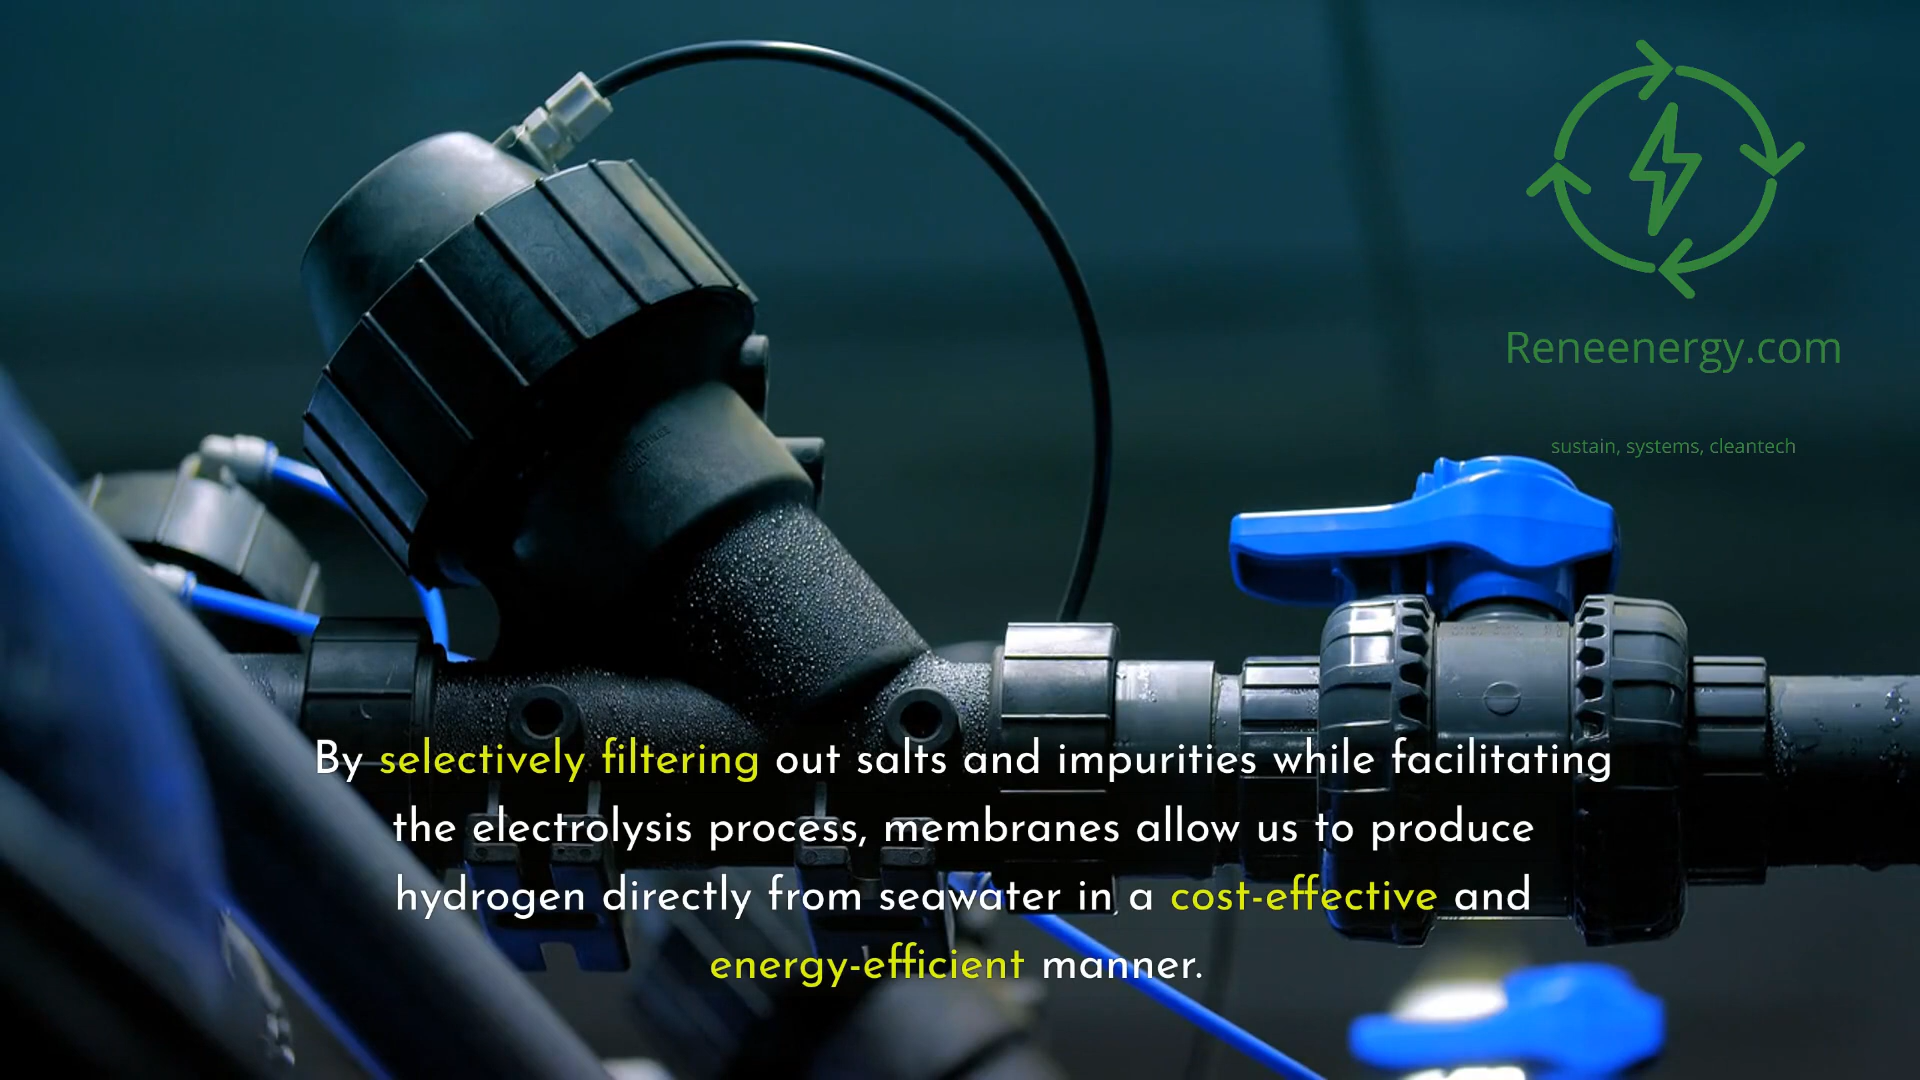 Reneenergy.com
sustain, systems, cleantech
By selectively filtering out salts and impurities while facilitating
the electrolysis process, membranes allow us to produce
hydrogen directly from seawater in a cost-effective and
energy-efficient manner.